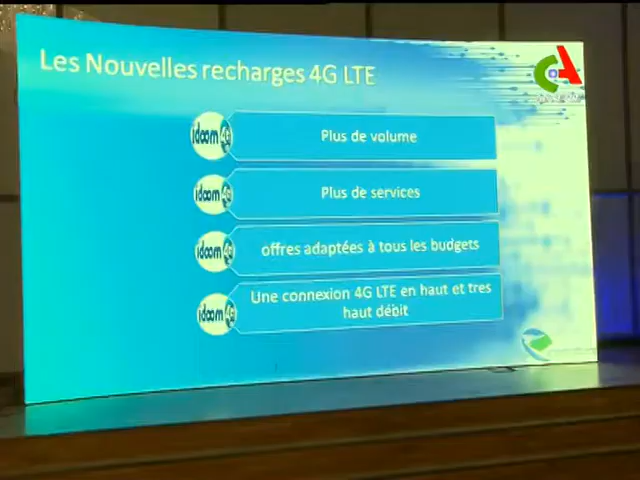 Les Nouvelles recharges 4G LTE
idoom 4G
Plus de volume
idoom 4G
Plus de services
idoom 4G
offres adaptées à tous les budgets
idoom 4G
Une connexion 4G LTE en haut et tres
haut débit